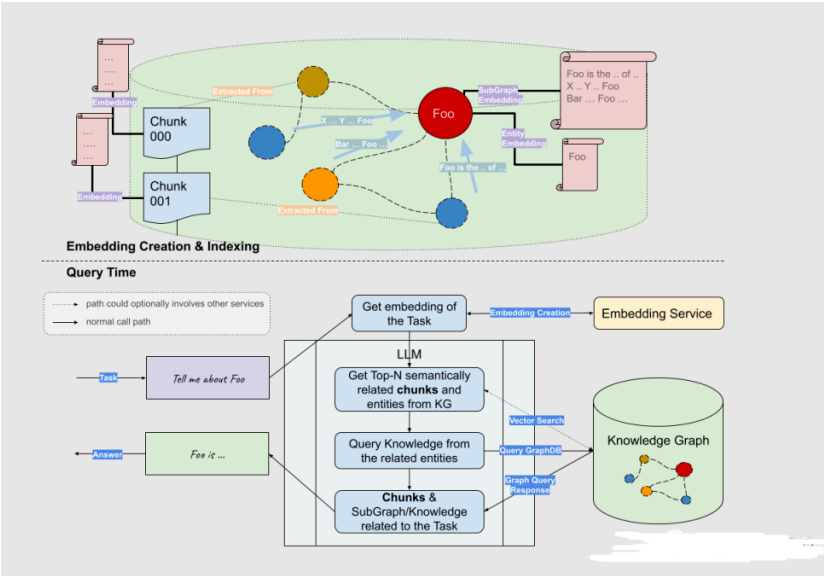 ...
...
...
Embedding
...
...
...
Embedding
Chunk
000
Chunk
001
Extracted From
Extracted From
X ... Y ... Foo
Bar ... Foo ...
Foo is the .. of ...
Foo
SubGraph
Embedding
Entity
Embedding
Foo is the .. of ..
X .. Y .. Foo
Bar ... Foo ...
Foo
Embedding Creation & Indexing
Query Time
path could optionally involves other services
normal call path
Get embedding of
the Task
Embedding Creation
Embedding Service
LLM
Task
Tell me about Foo
Get Top-N semantically
related chunks and
entities from KG
Vector Search
Knowledge Graph
Answer
Foo is ...
Query Knowledge from
the related entities
Query GraphDB
Graph Query
Response
Chunks &
SubGraph/Knowledge
related to the Task